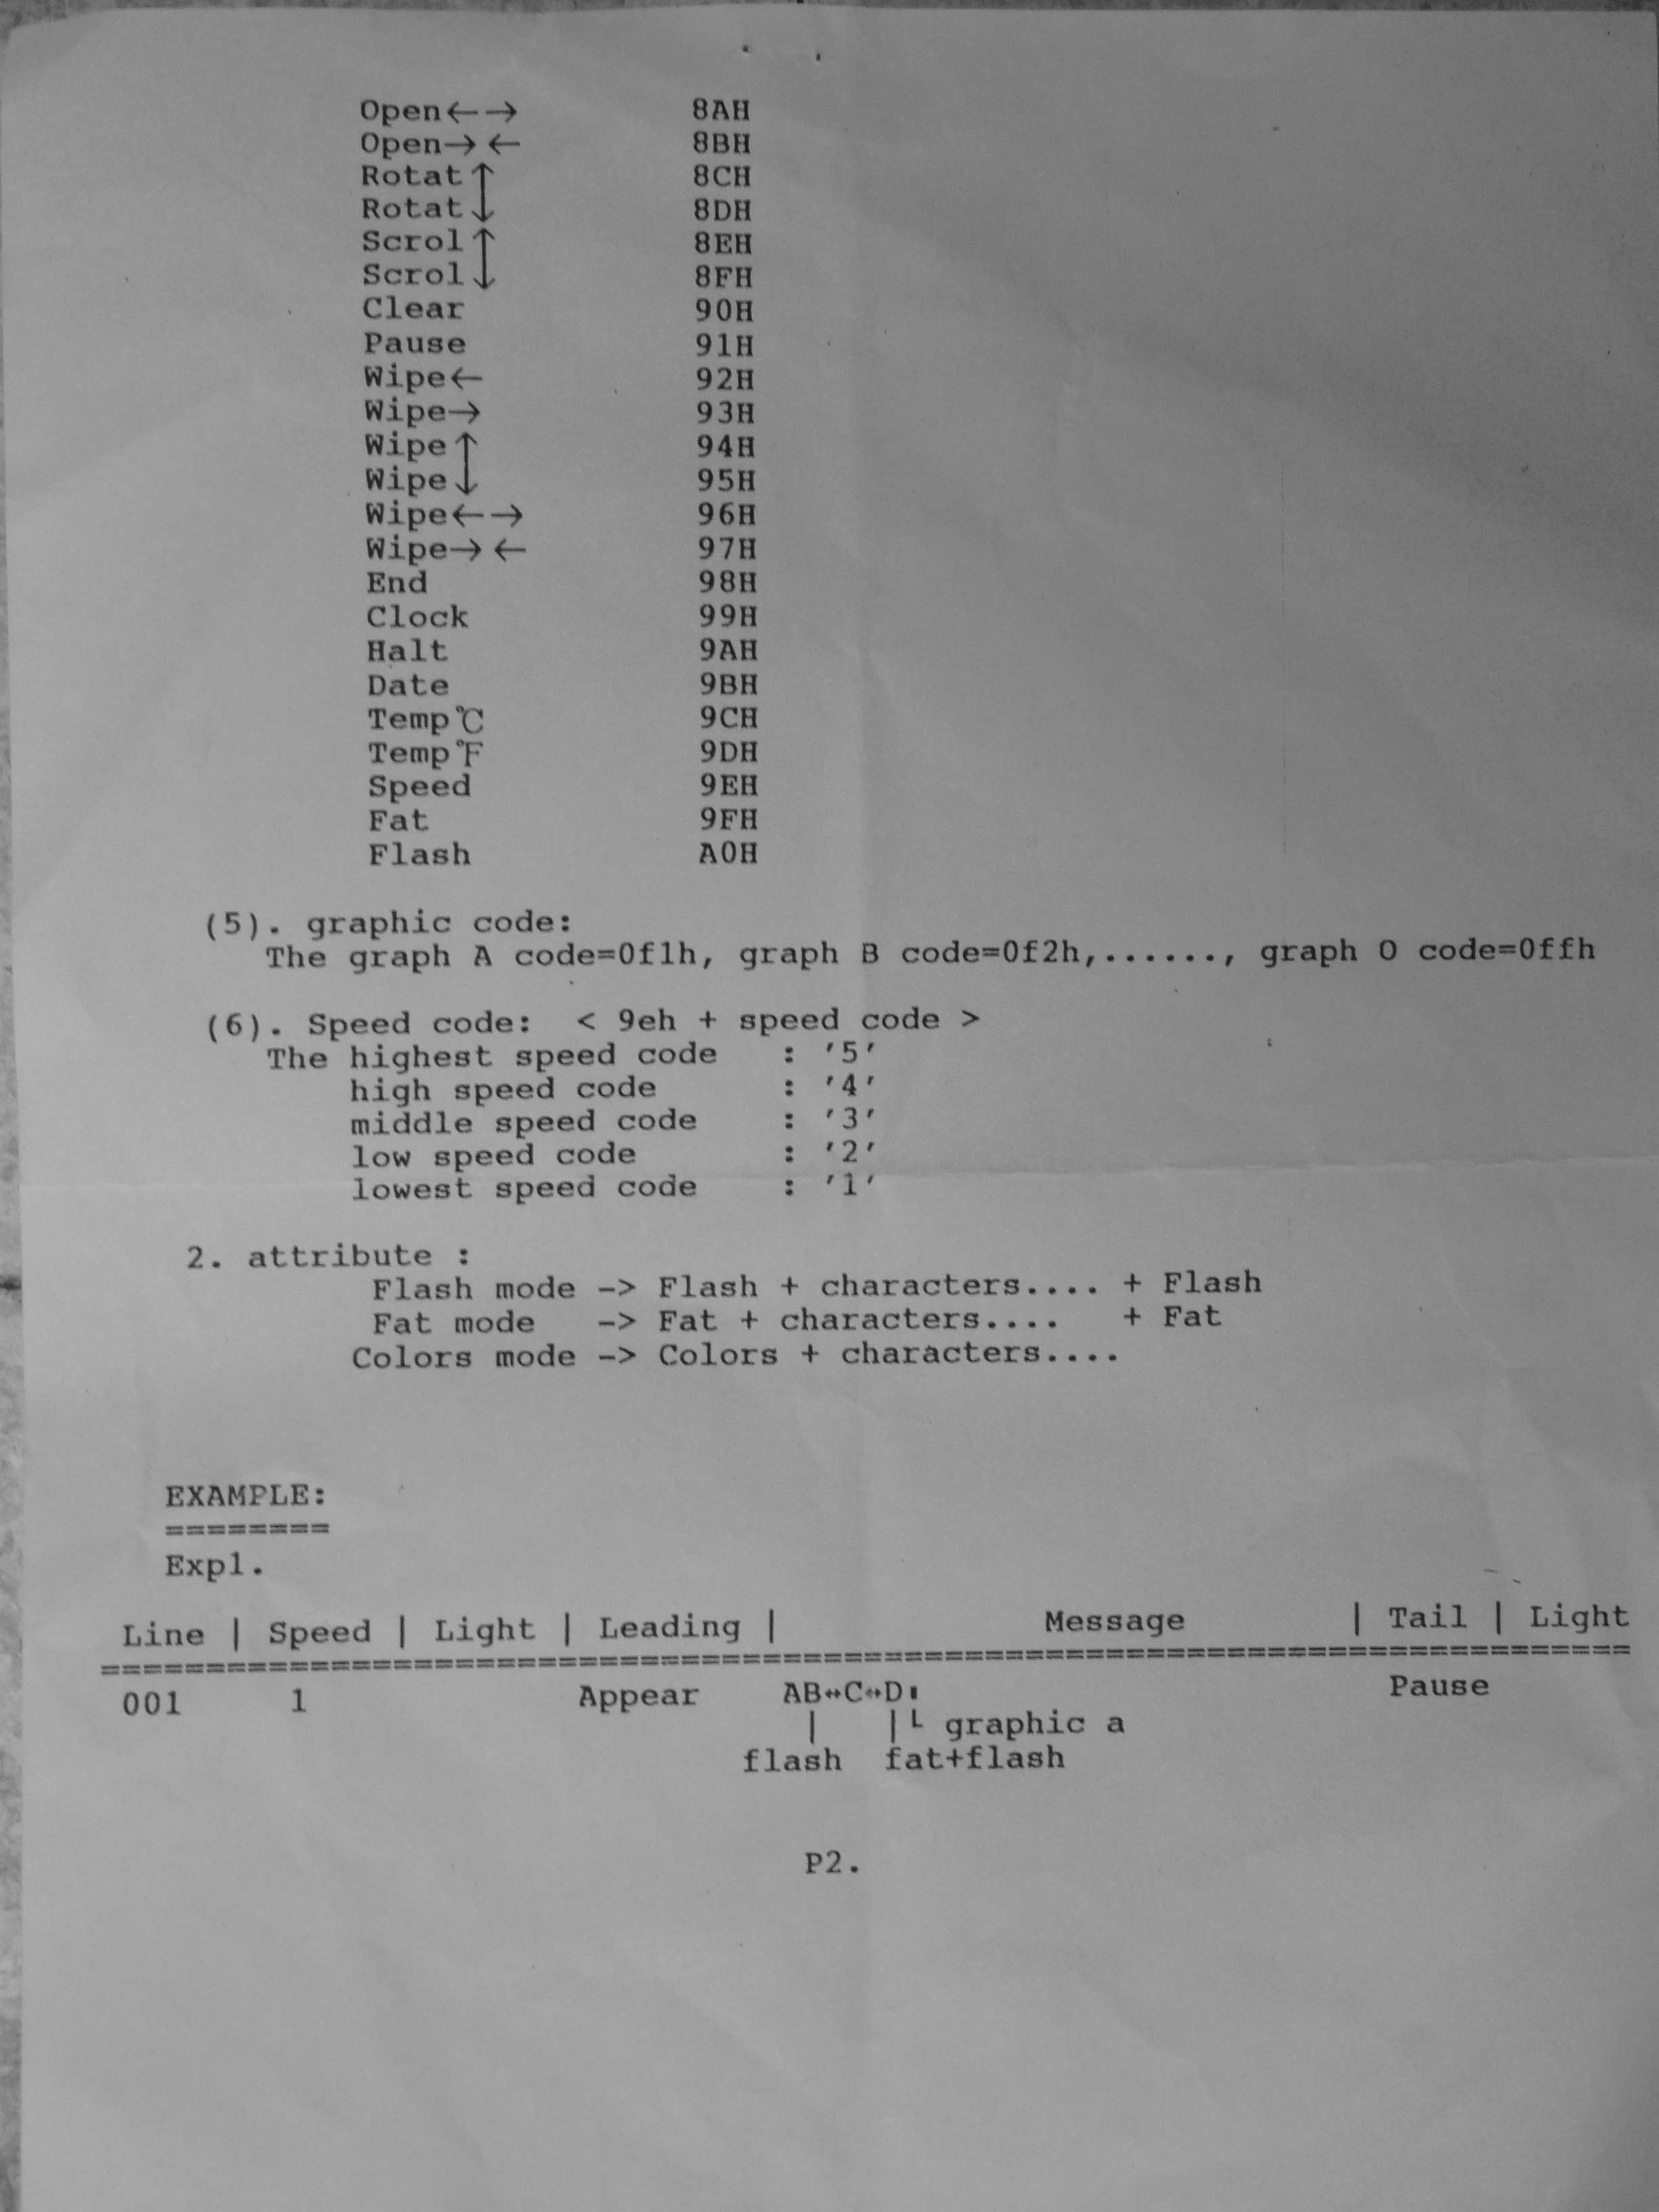 Open←→ 8AH
Open→← 8BH
Rotat↑ 8CH
Rotat↓ 8DH
Scrol↑ 8EH
Scrol↓ 8FH
Clear 90H
Pause 91H
Wipe← 92H
Wipe→ 93H
Wipe↑ 94H
Wipe↓ 95H
Wipe←→ 96H
Wipe→← 97H
End 98H
Clock 99H
Halt 9AH
Date 9BH
Temp℃ 9CH
Temp℉ 9DH
Speed 9EH
Fat 9FH
Flash A0H
(5). graphic code:
The graph A code=0f1h, graph B code=0f2h,......, graph O code=0ffh
(6). Speed code: < 9eh + speed code >
The highest speed code : '5'
high speed code : '4'
middle speed code : '3'
low speed code : '2'
lowest speed code : '1'
2. attribute :
Flash mode -> Flash + characters.... + Flash
Fat mode -> Fat + characters.... + Fat
Colors mode -> Colors + characters....
EXAMPLE:
========
Exp1.
Line | Speed | Light | Leading | Message | Tail | Light
==========================================================================
001 1 Appear AB↔C↔D▮ Pause
| |└ graphic a
flash fat+flash
P2.